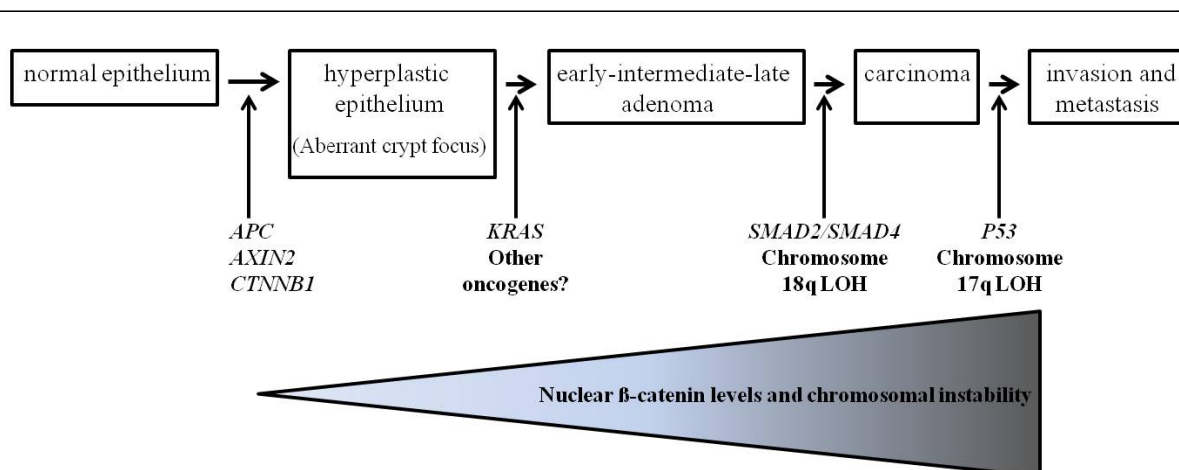 normal epithelium
hyperplastic
epithelium
(Aberrant crypt focus)
early-intermediate-late
adenoma
carcinoma
invasion and
metastasis
APC
AXIN2
CTNNB1
KRAS
Other
oncogenes?
SMAD2/SMAD4
Chromosome
18q LOH
P53
Chromosome
17q LOH
Nuclear ß-catenin levels and chromosomal instability